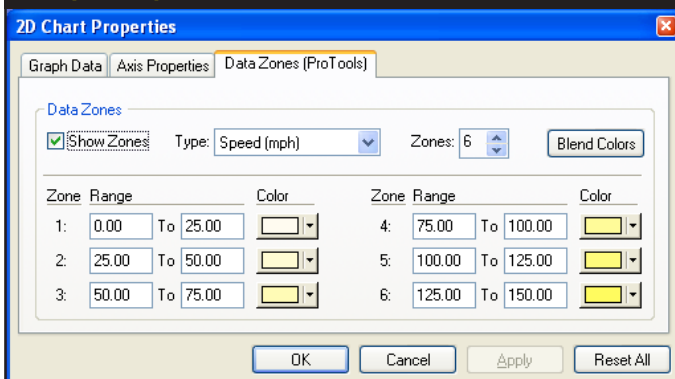 2D Chart Properties
Graph Data Axis Properties Data Zones (ProTools)
Data Zones
Show Zones Type: Speed (mph) Zones: 6 Blend Colors
Zone Range Color Zone Range Color
1: 0.00 To 25.00 4: 75.00 To 100.00
2: 25.00 To 50.00 5: 100.00 To 125.00
3: 50.00 To 75.00 6: 125.00 To 150.00
OK Cancel Apply Reset All